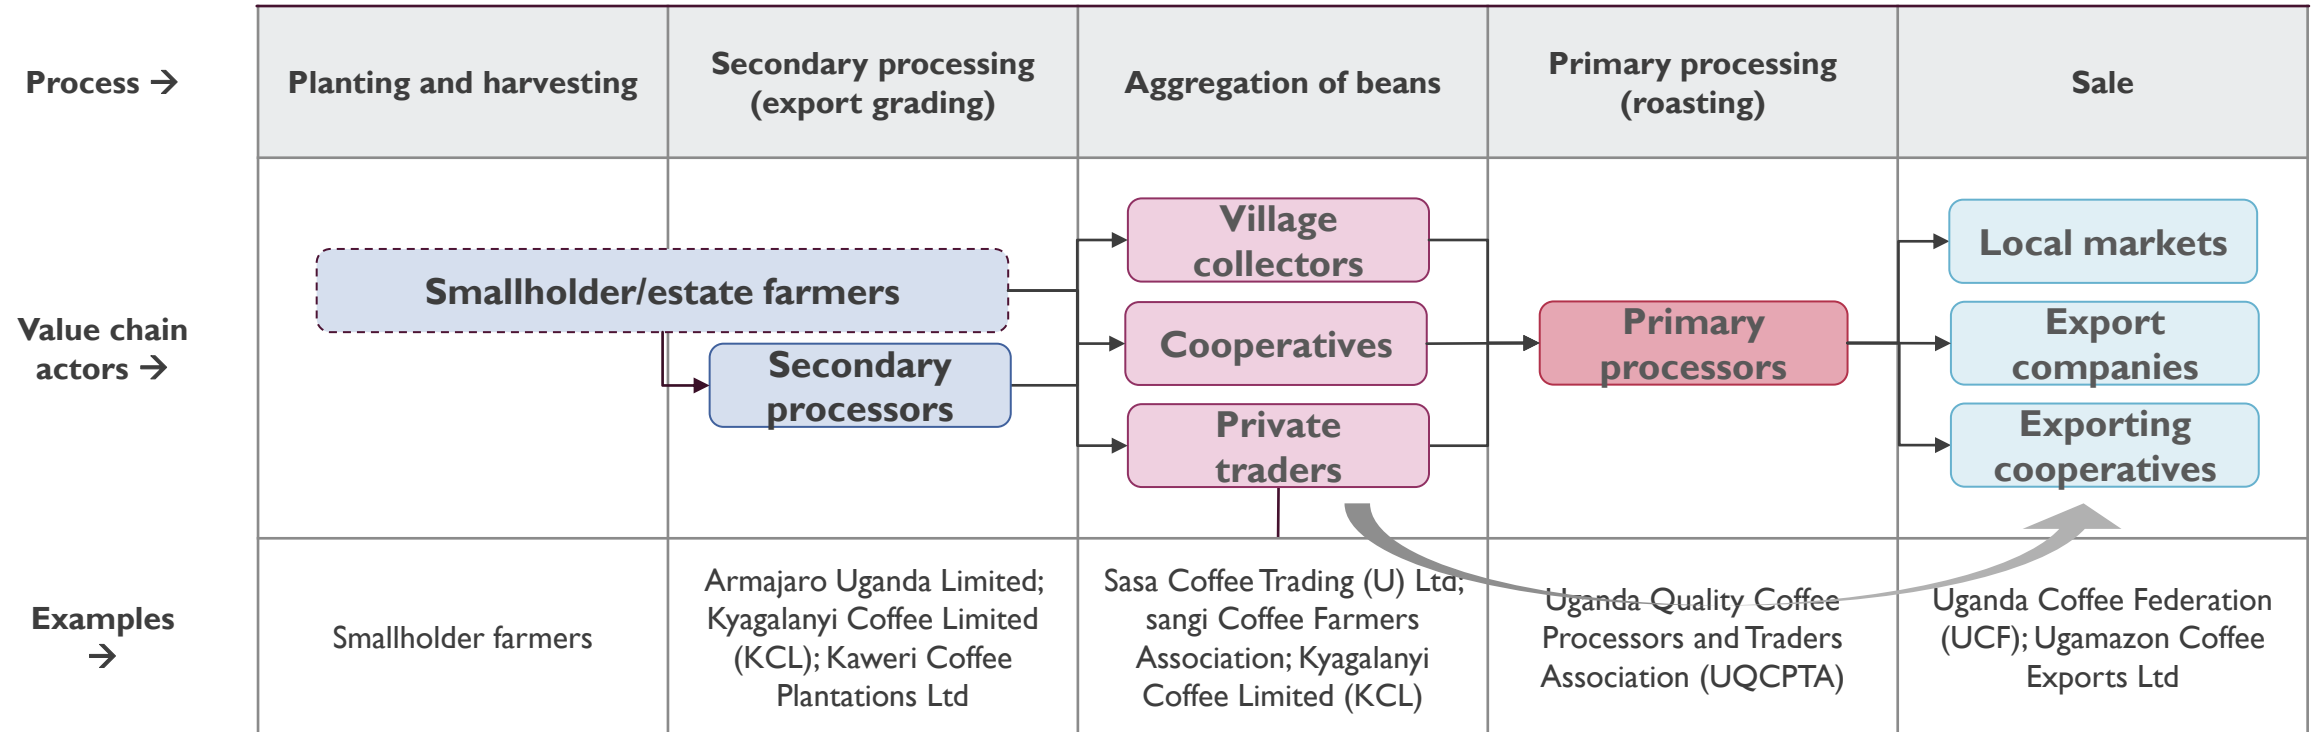 Process →
Planting and harvesting
Secondary processing
(export grading)
Aggregation of beans
Primary processing
(roasting)
Sale
Value chain
actors →
Smallholder/estate farmers
Secondary
processors
Village
collectors
Cooperatives
Private
traders
Primary
processors
Local markets
Export
companies
Exporting
cooperatives
Examples
→
Smallholder farmers
Armajaro Uganda Limited;
Kyagalanyi Coffee Limited
(KCL); Kaweri Coffee
Plantations Ltd
Sasa Coffee Trading (U) Ltd;
sangi Coffee Farmers
Association; Kyagalanyi
Coffee Limited (KCL)
Uganda Quality Coffee
Processors and Traders
Association (UQCPTA)
Uganda Coffee Federation
(UCF); Ugamazon Coffee
Exports Ltd